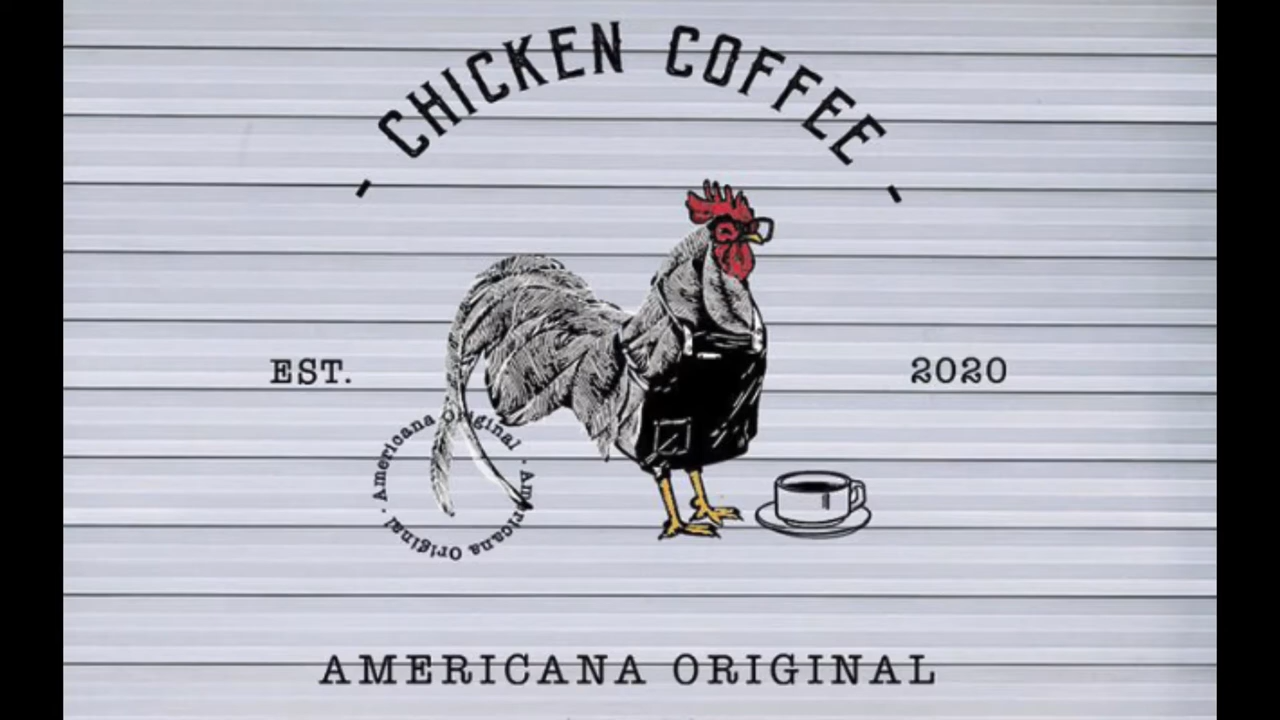 CHICKEN COFFEE
EST.
2020
Americana Original · Americana Original ·
AMERICANA ORIGINAL